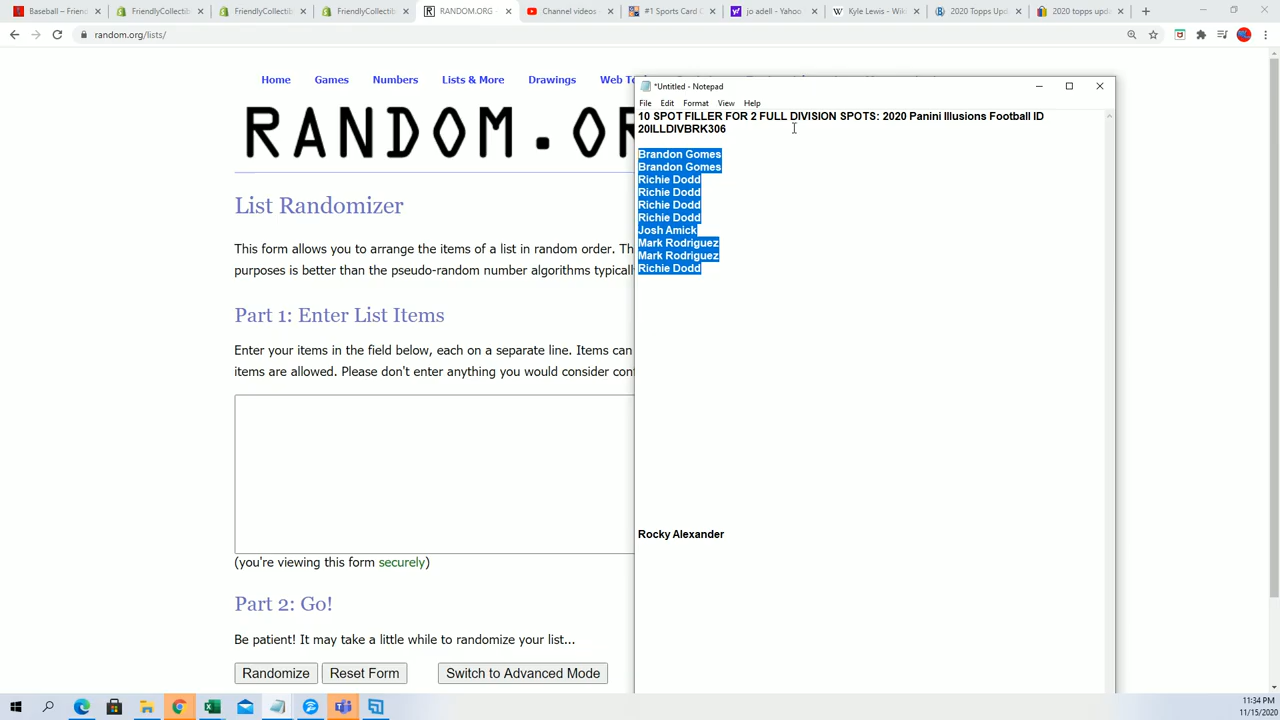 Baseball – Friend
FriendlyCollectib
FriendlyCollectib
FriendlyCollectib
RANDOM.ORG -
Channel videos
#1 Sports Card
jo adell - Yahoo
Kyle Lewis - Wiki
2020 Topps Upd
2020 topps upda
random.org/lists/
Home
Games
Numbers
Lists & More
Drawings
Web To
RANDOM.OR
List Randomizer
This form allows you to arrange the items of a list in random order. Th
purposes is better than the pseudo-random number algorithms typicall
Part 1: Enter List Items
Enter your items in the field below, each on a separate line. Items can
items are allowed. Please don't enter anything you would consider con
(you're viewing this form securely)
Part 2: Go!
Be patient! It may take a little while to randomize your list...
Randomize
Reset Form
Switch to Advanced Mode
*Untitled - Notepad
File
Edit
Format
View
Help
10 SPOT FILLER FOR 2 FULL DIVISION SPOTS: 2020 Panini Illusions Football ID
20ILLDIVBRK306
Brandon Gomes
Brandon Gomes
Richie Dodd
Richie Dodd
Richie Dodd
Richie Dodd
Josh Amick
Mark Rodriguez
Mark Rodriguez
Richie Dodd
Rocky Alexander
11:34 PM
11/15/2020